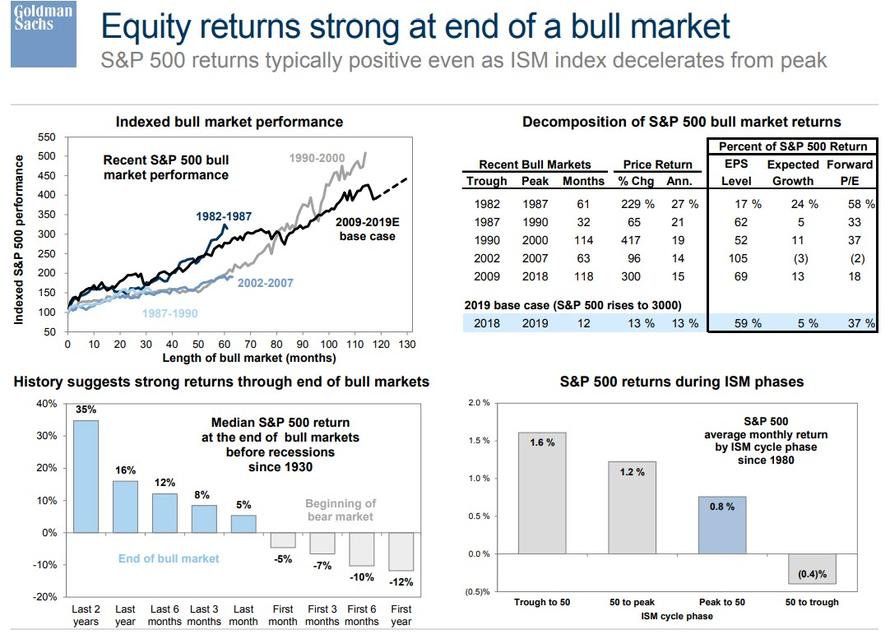 Goldman
Sachs
Equity returns strong at end of a bull market
S&P 500 returns typically positive even as ISM index decelerates from peak
Indexed bull market performance
Indexed S&P 500 performance
550
500
450
400
350
300
250
200
150
100
50
Recent S&P 500 bull
market performance
1990-2000
1982-1987
2009-2019E
base case
2002-2007
1987-1990
0 10 20 30 40 50 60 70 80 90 100 110 120 130
Length of bull market (months)
Decomposition of S&P 500 bull market returns
Percent of S&P 500 Return
Recent Bull Markets Price Return EPS Expected Forward
Trough Peak Months % Chg Ann. Level Growth P/E
1982 1987 61 229 % 27 % 17 % 24 % 58 %
1987 1990 32 65 21 62 5 33
1990 2000 114 417 19 52 11 37
2002 2007 63 96 14 105 (3) (2)
2009 2018 118 300 15 69 13 18
2019 base case (S&P 500 rises to 3000)
2018 2019 12 13 % 13 % 59 % 5 % 37 %
History suggests strong returns through end of bull markets
40%
30%
20%
10%
0%
-10%
-20%
35%
16%
12%
8%
5%
-5%
-7%
-10%
-12%
Median S&P 500 return
at the end of bull markets
before recessions
since 1930
Beginning of
bear market
End of bull market
Last 2 Last Last 6 Last 3 Last First First 3 First 6 First
years year months months month month months months year
S&P 500 returns during ISM phases
2.0 %
1.5 %
1.0 %
0.5 %
0.0 %
(0.5)%
1.6 %
1.2 %
0.8 %
(0.4)%
S&P 500
average monthly return
by ISM cycle phase
since 1980
Trough to 50 50 to peak Peak to 50 50 to trough
ISM cycle phase